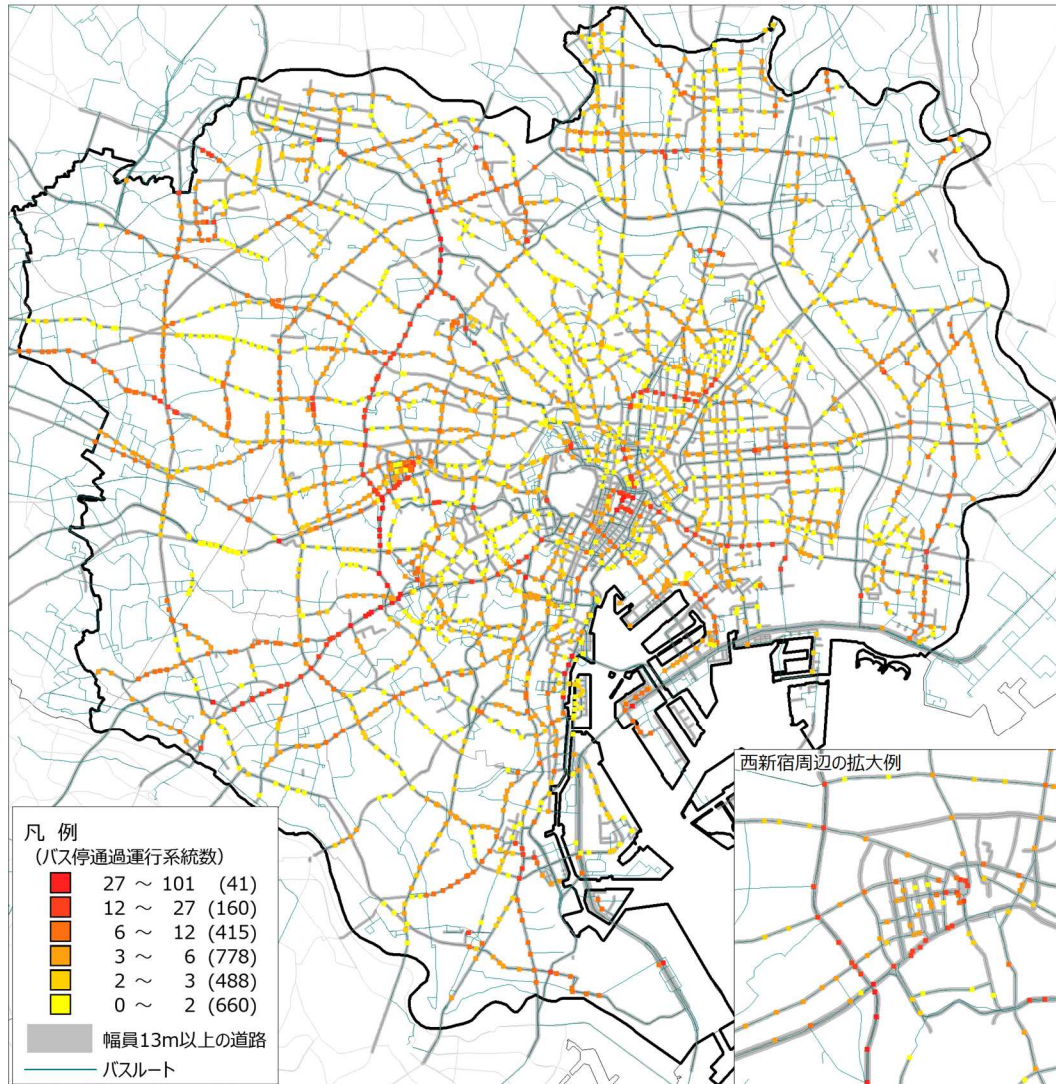 西新宿周辺の拡大例
凡 例
（バス停通過運行系統数）
27 ～ 101 (41)
12 ～ 27 (160)
6 ～ 12 (415)
3 ～ 6 (778)
2 ～ 3 (488)
0 ～ 2 (660)
幅員13m以上の道路
バスルート